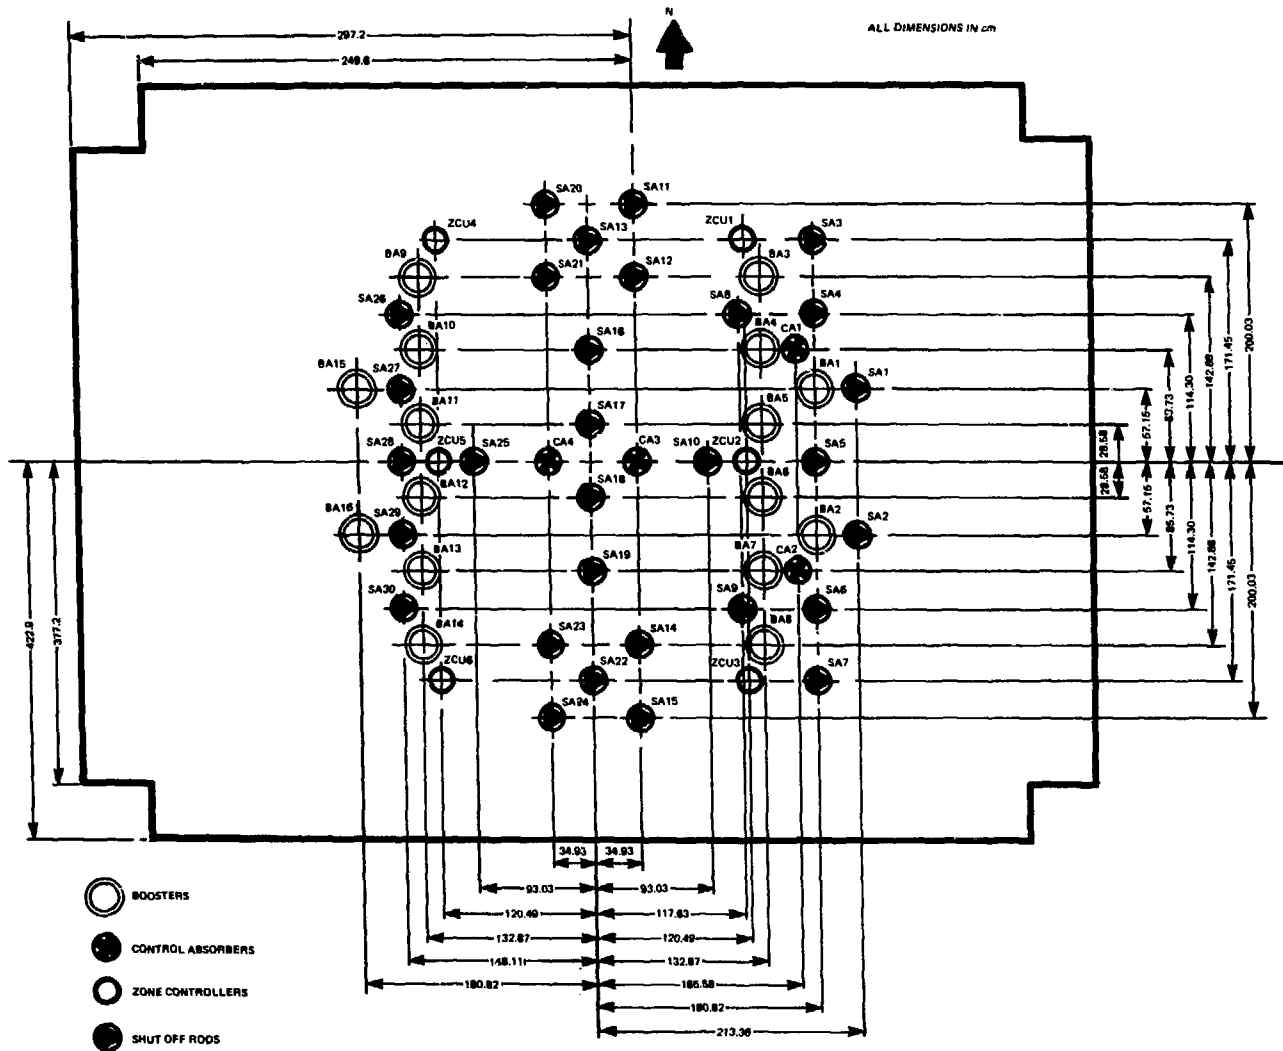 N
ALL DIMENSIONS IN cm
297.2
249.6
SA20
SA11
ZCU4
SA13
ZCU1
SA3
BA9
SA21
SA12
BA3
SA26
SA8
SA4
BA10
SA16
BA4
CA1
BA15
SA27
BA1
SA1
BA11
SA17
BA5
SA28
ZCU5
SA25
CA4
CA3
SA10
ZCU2
SA5
BA12
SA18
BA6
BA16
SA29
BA2
SA2
BA13
SA19
BA7
CA2
SA30
SA9
SA6
BA14
SA23
SA14
BA8
ZCU6
SA22
ZCU3
SA7
SA24
SA15
28.58
57.15
85.73
114.30
142.88
171.45
200.03
28.58
57.15
85.73
114.30
142.88
171.45
200.03
422.9
377.2
34.93 34.93
93.03 93.03
120.49 117.63
132.87 120.49
148.11 132.87
180.82
180.82
213.36
BOOSTERS
CONTROL ABSORBERS
ZONE CONTROLLERS
SHUT OFF RODS